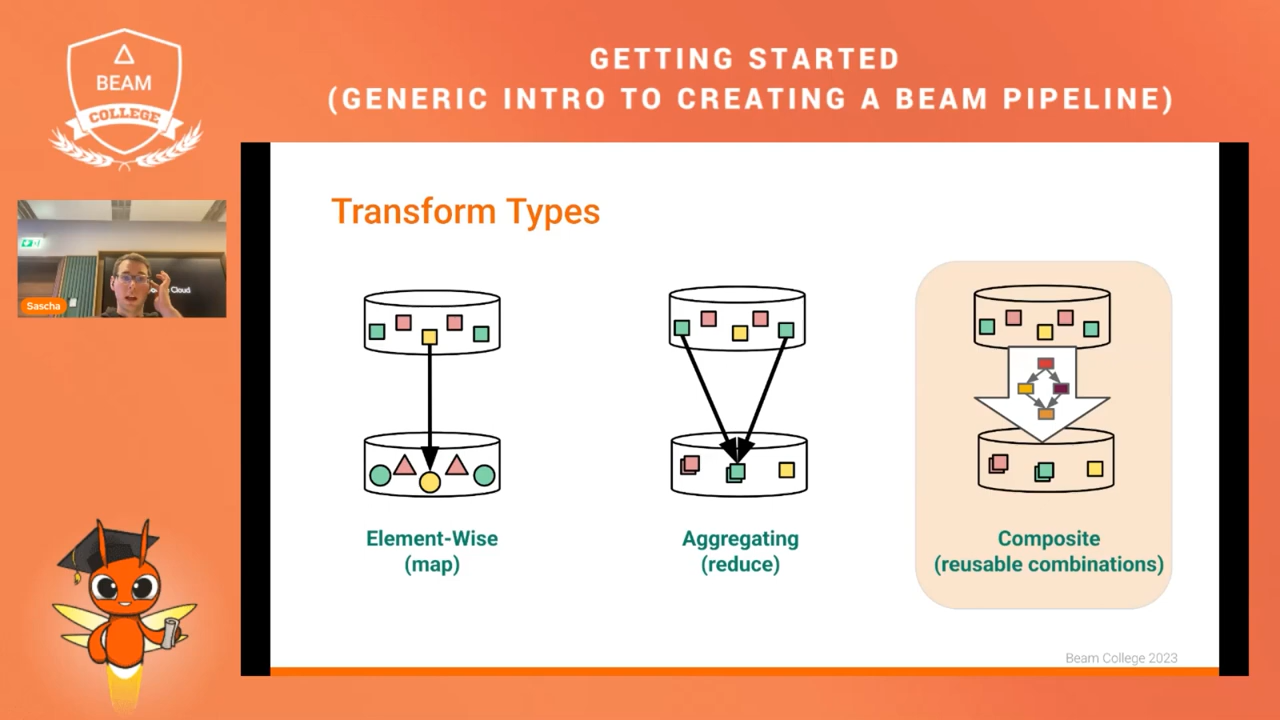 BEAM
COLLEGE
GETTING STARTED
(GENERIC INTRO TO CREATING A BEAM PIPELINE)
Sascha
Cloud
Transform Types
Element-Wise
(map)
Aggregating
(reduce)
Composite
(reusable combinations)
Beam College 2023